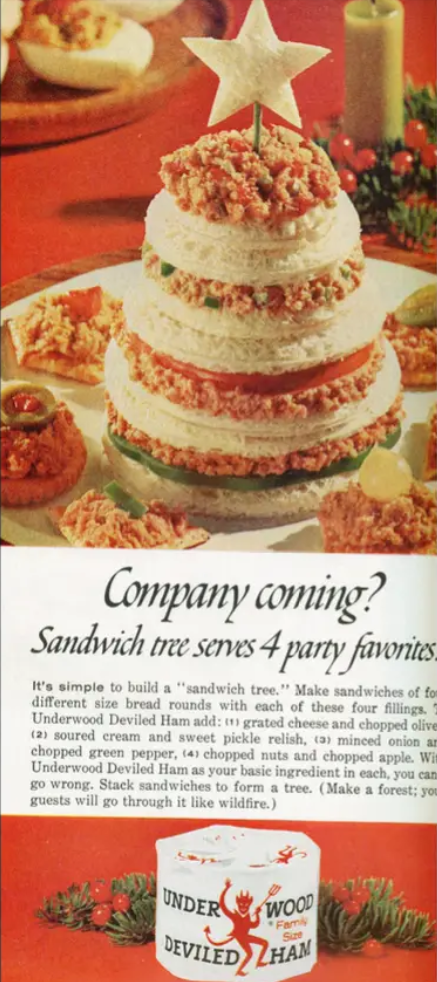 Company coming?
Sandwich tree serves 4 party favorites.
It's simple to build a "sandwich tree." Make sandwiches of fo
different size bread rounds with each of these four fillings. T
Underwood Deviled Ham add: (1) grated cheese and chopped olive
(2) soured cream and sweet pickle relish, (3) minced onion an
chopped green pepper, (4) chopped nuts and chopped apple. Wit
Underwood Deviled Ham as your basic ingredient in each, you can
go wrong. Stack sandwiches to form a tree. (Make a forest; you
guests will go through it like wildfire.)
UNDERWOOD
Family
Size
DEVILED HAM